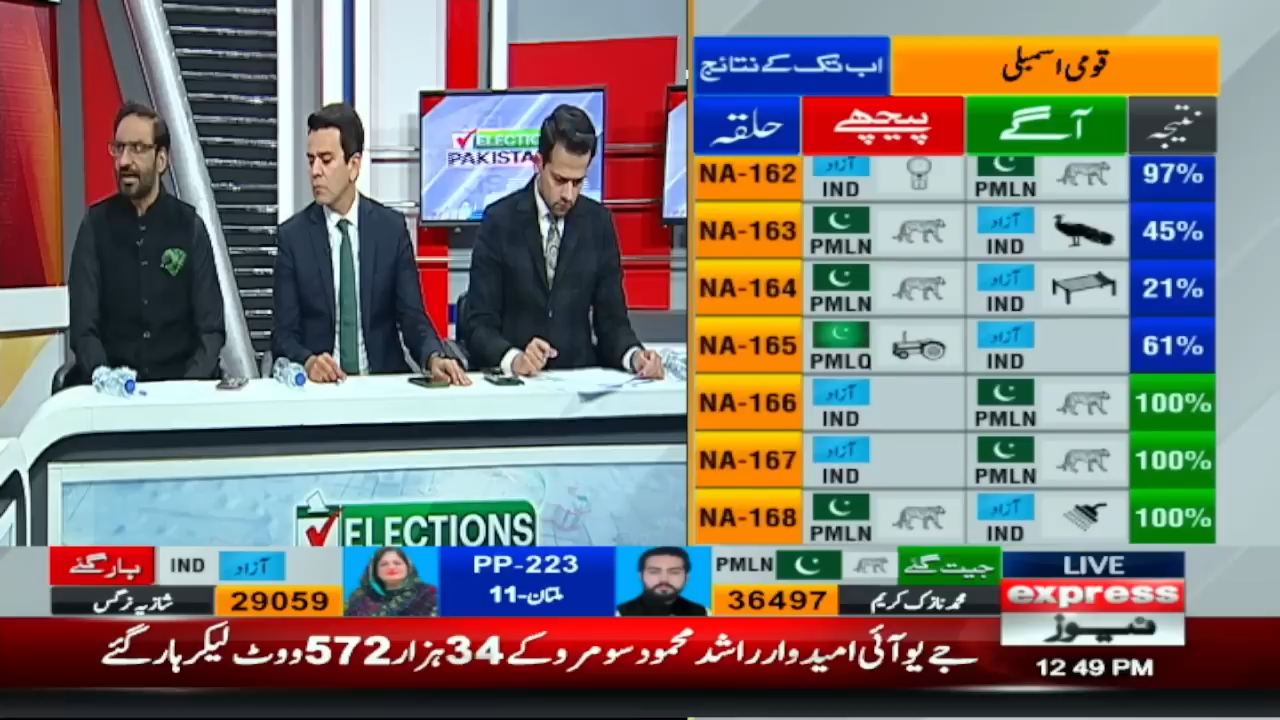 ELECTIONS
PAKISTA
ELECTIONS
اب تک کے نتائج
قومی اسمبلی
حلقہ
پیچھے
آگے
نتیجہ
NA-162
آزاد
IND
PMLN
97%
NA-163
PMLN
آزاد
IND
45%
NA-164
PMLN
آزاد
IND
21%
NA-165
PMLQ
آزاد
IND
61%
NA-166
آزاد
IND
PMLN
100%
NA-167
آزاد
IND
PMLN
100%
NA-168
PMLN
آزاد
IND
100%
ہار گئے
IND
آزاد
شازیہ نرگس
29059
PP-223
ملتان-11
PMLN
جیت گئے
36497
محمد نازک کریم
LIVE
express
نیوز
12:49 PM
جے یو آئی امیدوار راشد محمود سومرو کے 34 ہزار 572 ووٹ لیکر ہار گئے